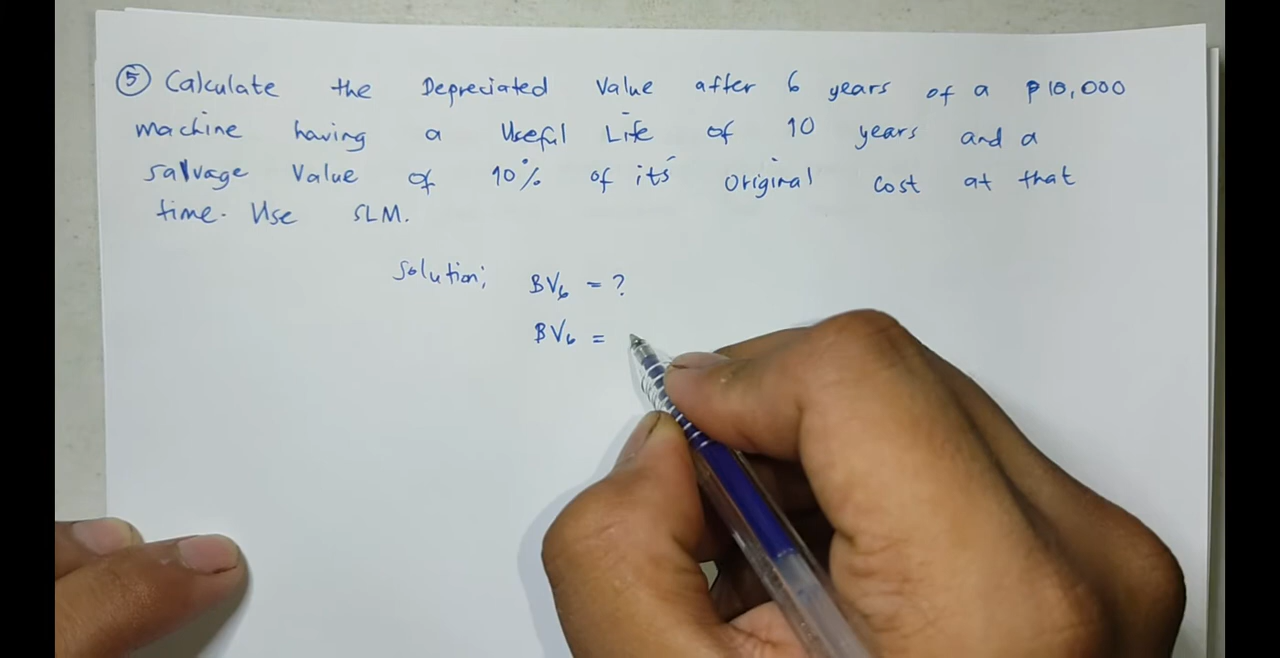 ⑤ Calculate the Depreciated Value after 6 years of a ₱10,000
machine having a Useful Life of 10 years and a
salvage Value of 10% of it's original cost at that
time. Use SLM.
Solution;
BV₆ = ?
BV₆ =